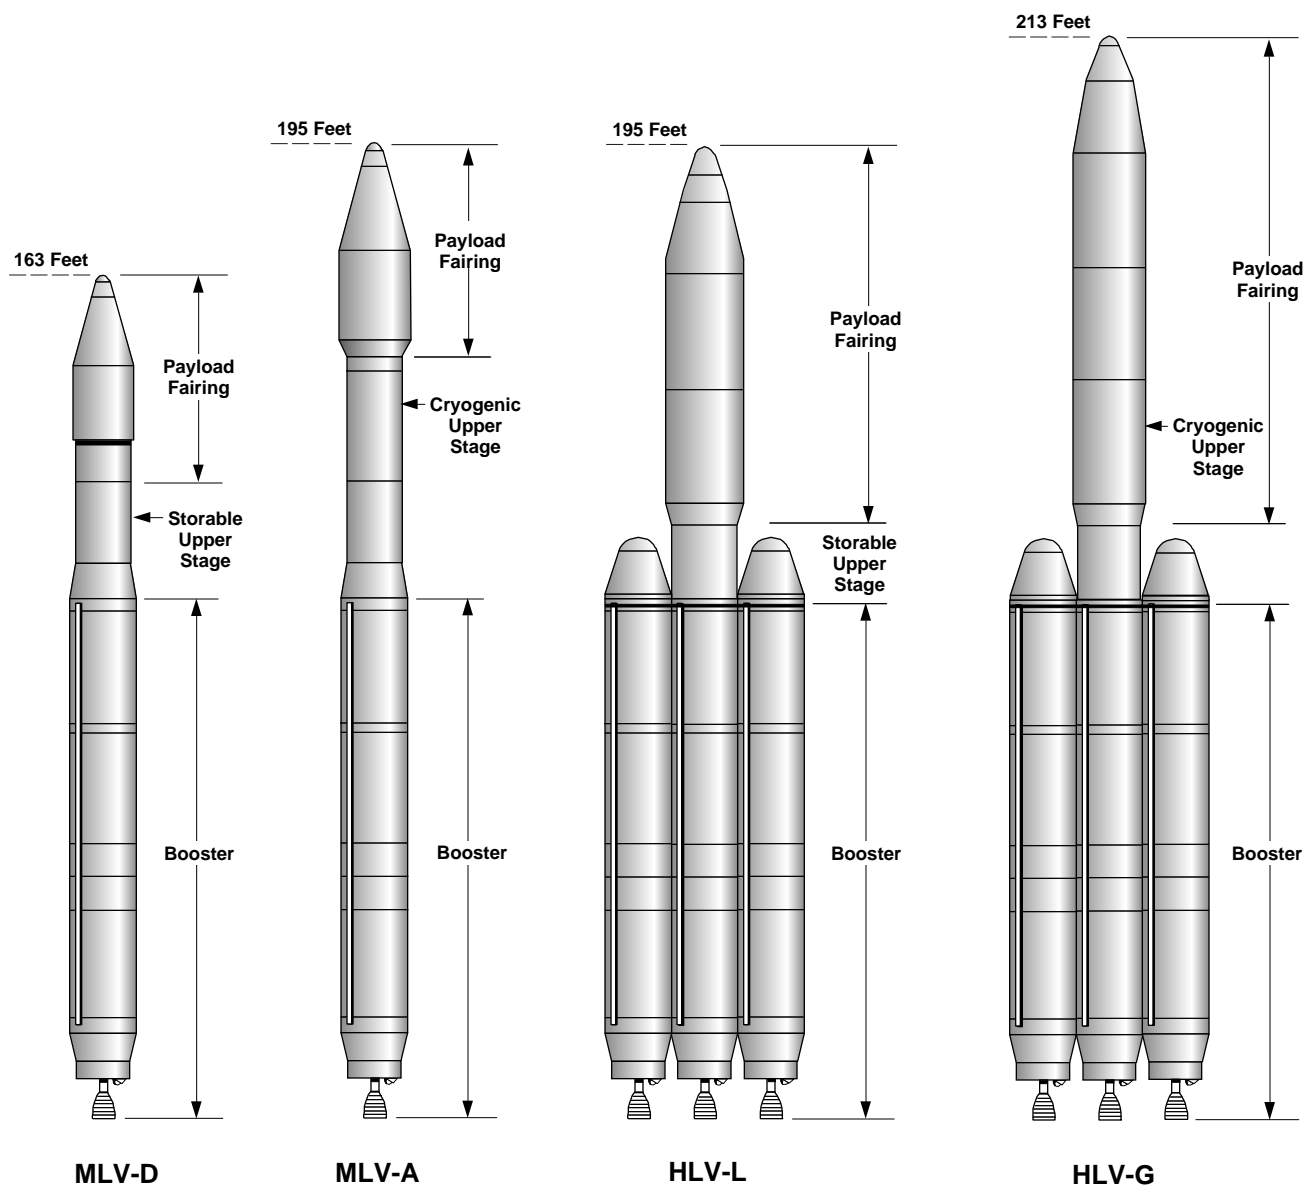 213 Feet
195 Feet
195 Feet
163 Feet
Payload
Fairing
Cryogenic
Upper
Stage
Payload
Fairing
Payload
Fairing
Payload
Fairing
Cryogenic
Upper
Stage
Storable
Upper
Stage
Storable
Upper
Stage
Booster
Booster
Booster
Booster
MLV-D
MLV-A
HLV-L
HLV-G